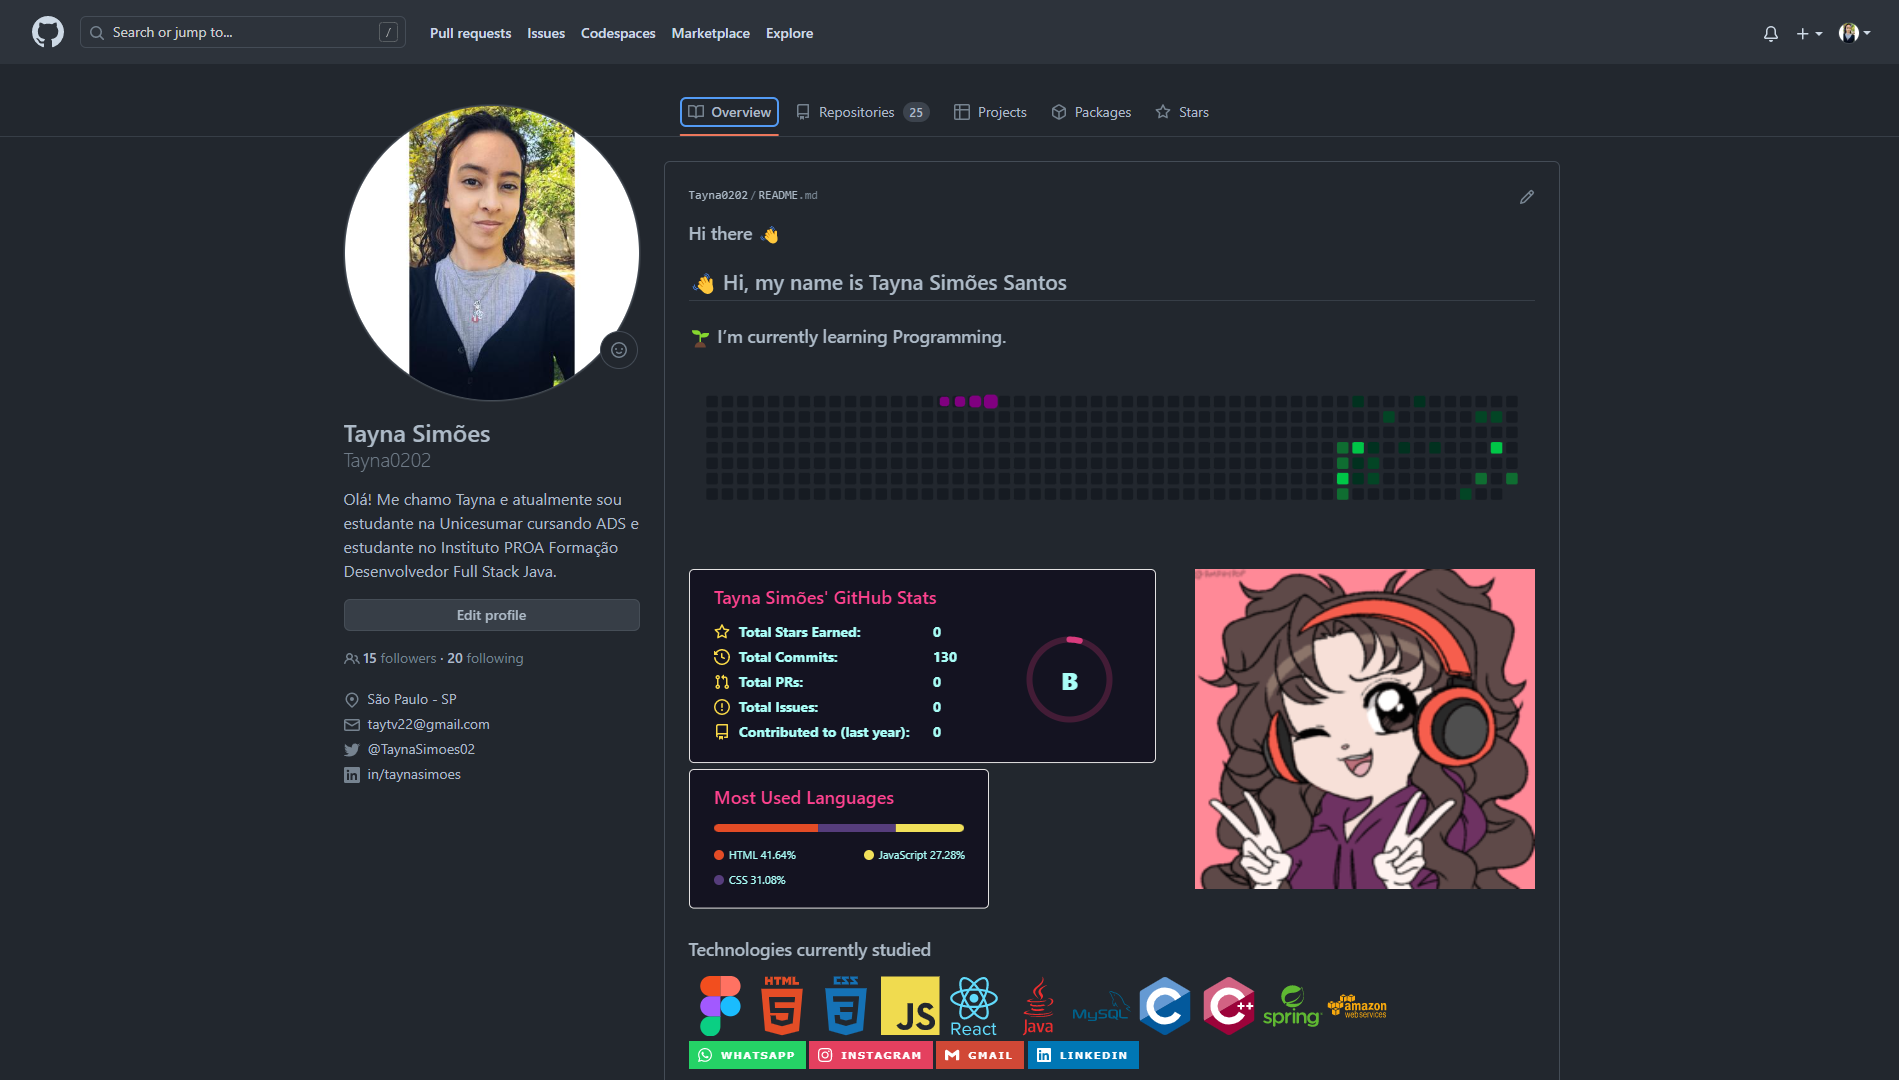 Search or jump to...
/
Pull requests
Issues
Codespaces
Marketplace
Explore
Overview
Repositories 25
Projects
Packages
Stars
Tayna Simões
Tayna0202
Olá! Me chamo Tayna e atualmente sou
estudante na Unicesumar cursando ADS e
estudante no Instituto PROA Formação
Desenvolvedor Full Stack Java.
Edit profile
15 followers · 20 following
São Paulo - SP
taytv22@gmail.com
@TaynaSimoes02
in/taynasimoes
Tayna0202/README.md
Hi there 👋
👋 Hi, my name is Tayna Simões Santos
🌱 I’m currently learning Programming.
Tayna Simões' GitHub Stats
Total Stars Earned: 0
Total Commits: 130
Total PRs: 0
Total Issues: 0
Contributed to (last year): 0
B
Most Used Languages
HTML 41.64%
JavaScript 27.28%
CSS 31.08%
Technologies currently studied
HTML
5
CSS
3
JS
React
Java
MySQL
C
C++
spring
amazon
webservices
WHATSAPP
INSTAGRAM
GMAIL
LINKEDIN